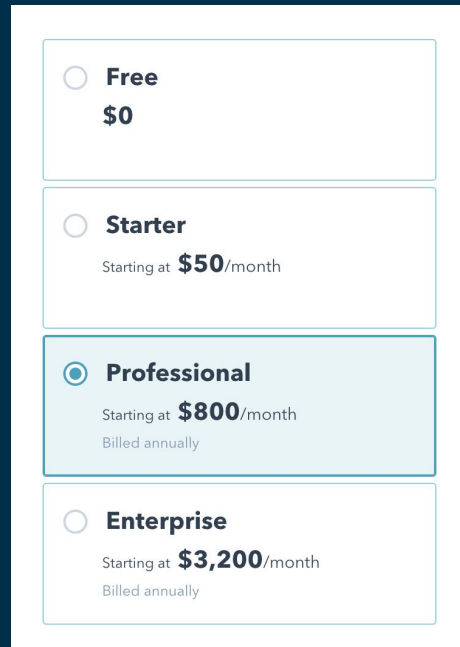 Free
$0
Starter
Starting at $50/month
Professional
Starting at $800/month
Billed annually
Enterprise
Starting at $3,200/month
Billed annually